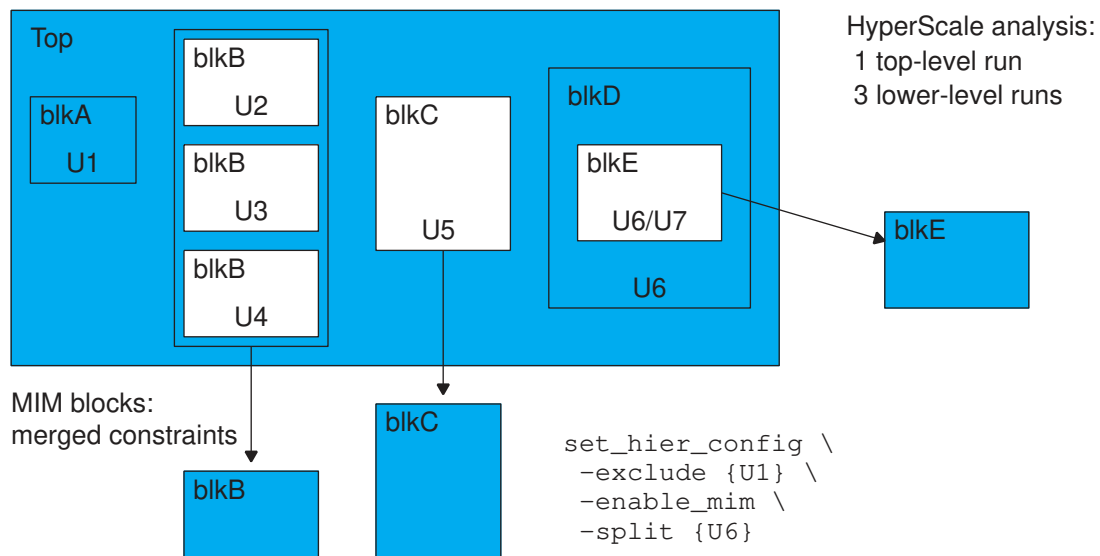 Top
blkA
U1
blkB
U2
blkB
U3
blkB
U4
blkC
U5
blkD
blkE
U6/U7
U6
HyperScale analysis:
1 top-level run
3 lower-level runs
blkE
MIM blocks:
merged constraints
blkB
blkC
set_hier_config \
-exclude {U1} \
-enable_mim \
-split {U6}